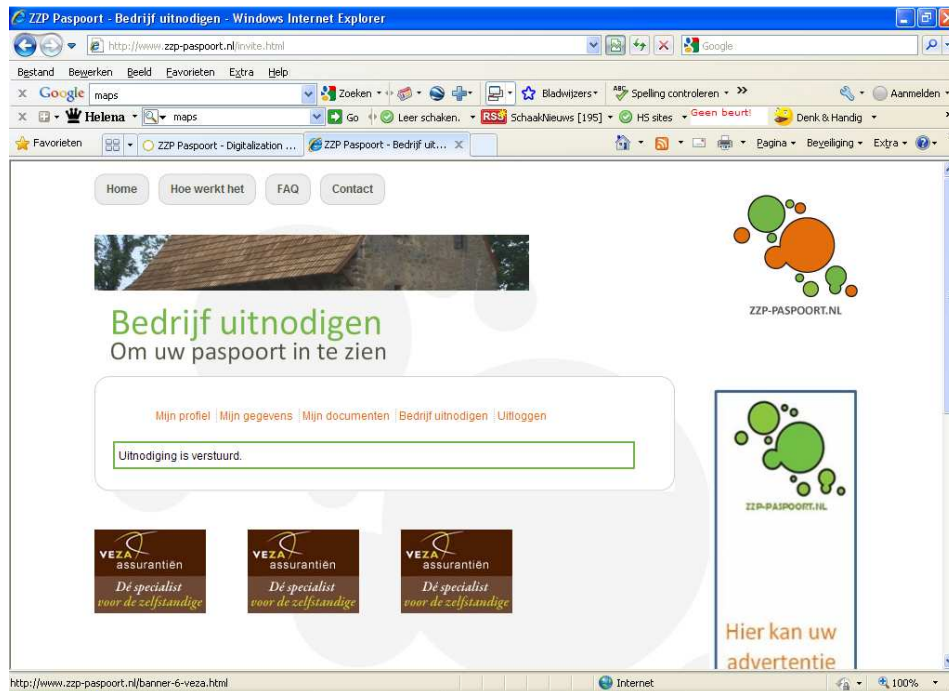 ZZP Paspoort - Bedrijf uitnodigen - Windows Internet Explorer
http://www.zzp-paspoort.nl/invite.html
Google
Bestand Bewerken Beeld Favorieten Extra Help
x Google maps Zoeken Bladwijzers ABC Spelling controleren Aanmelden
x Helena maps Go Leer schaken. RSS SchaakNieuws [195] HS sites Geen beurt! Denk & Handig
Favorieten ZZP Paspoort - Digitalization ... ZZP Paspoort - Bedrijf uit... X Pagina Beveiliging Extra
Home Hoe werkt het FAQ Contact
ZZP-PASPOORT.NL
Bedrijf uitnodigen
Om uw paspoort in te zien
Mijn profiel Mijn gegevens Mijn documenten Bedrijf uitnodigen Uitloggen
Uitnodiging is verstuurd.
ZZP-PASPOORT.NL
VEZA assurantiën
Dé specialist
voor de zelfstandige
VEZA assurantiën
Dé specialist
voor de zelfstandige
VEZA assurantiën
Dé specialist
voor de zelfstandige
Hier kan uw
advertentie
http://www.zzp-paspoort.nl/banner-6-veza.html Internet 100%